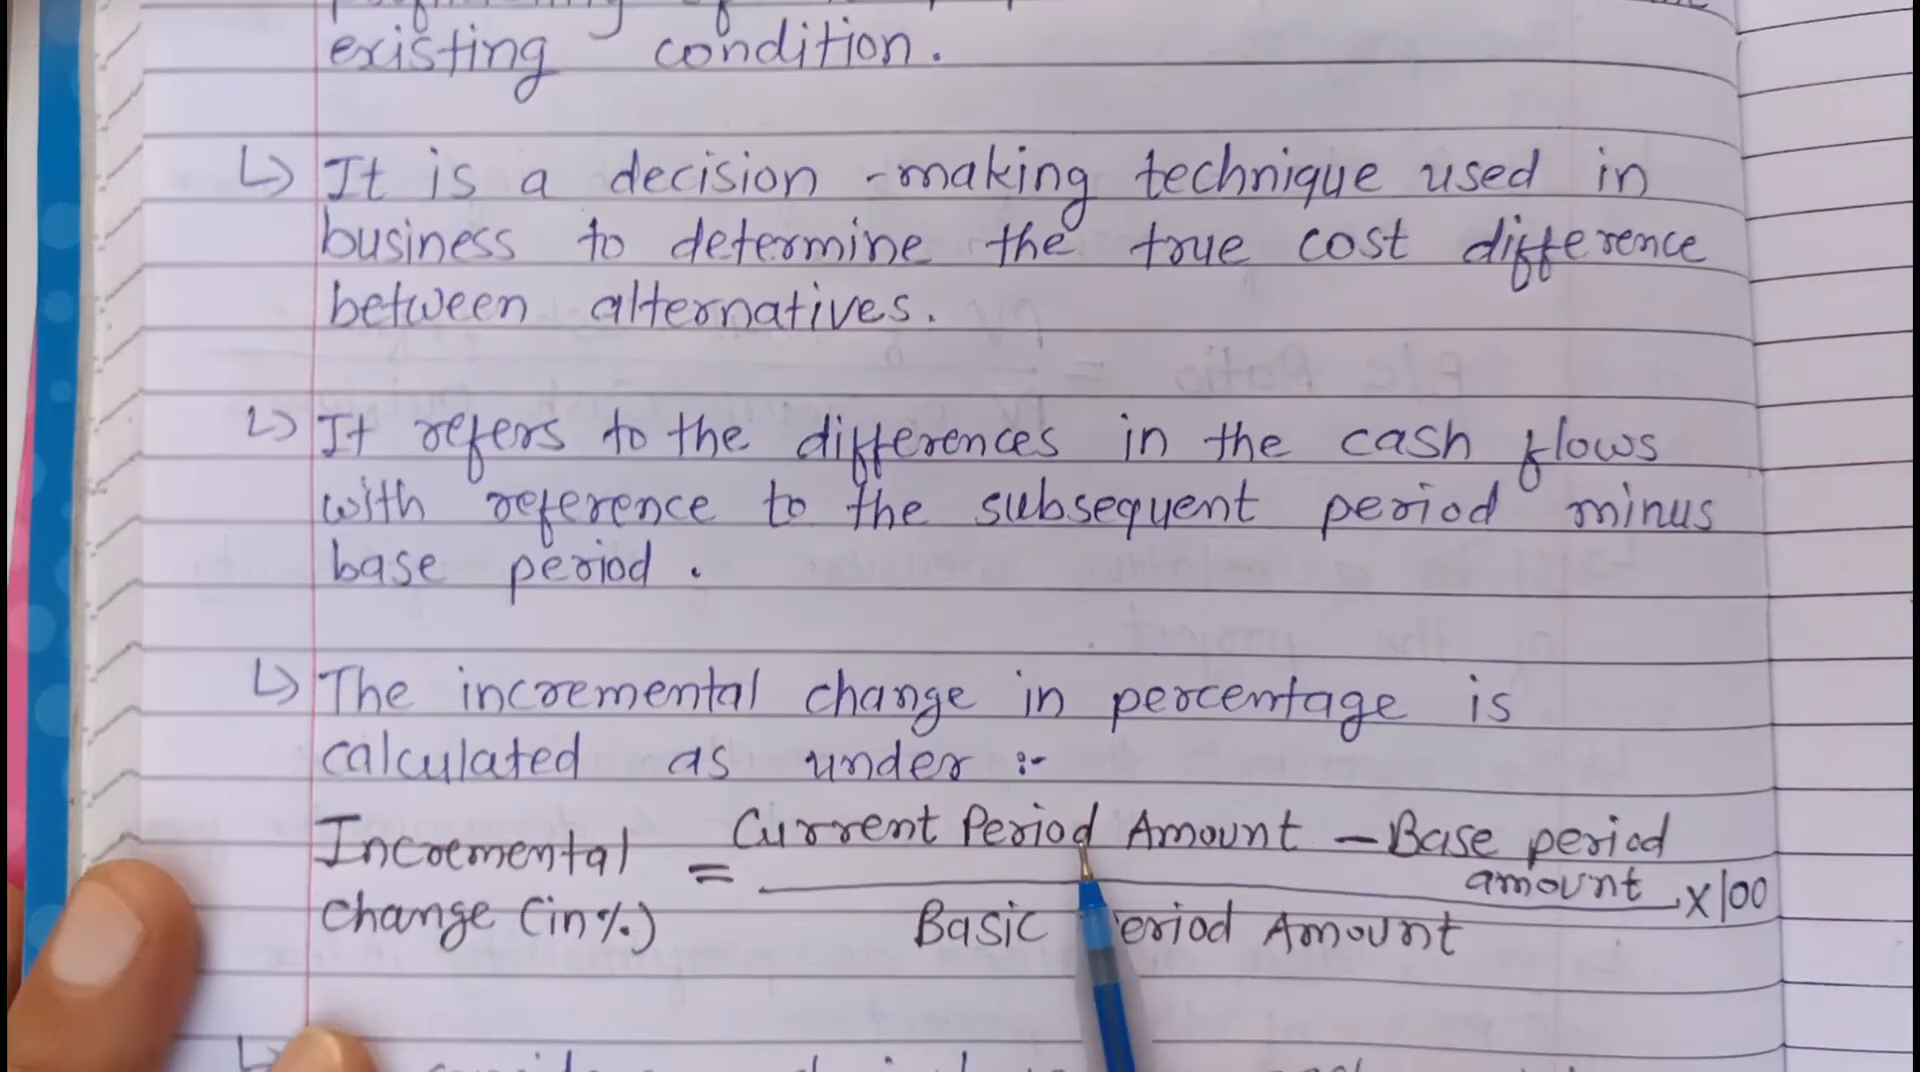 existing condition.
↳ It is a decision-making technique used in
business to determine the true cost difference
between alternatives.
↳ It refers to the differences in the cash flows
with reference to the subsequent period minus
base period.
↳ The incremental change in percentage is
calculated as under :-
Incremental change (in%) = Current Period Amount - Base period amount x100
Basic Period Amount